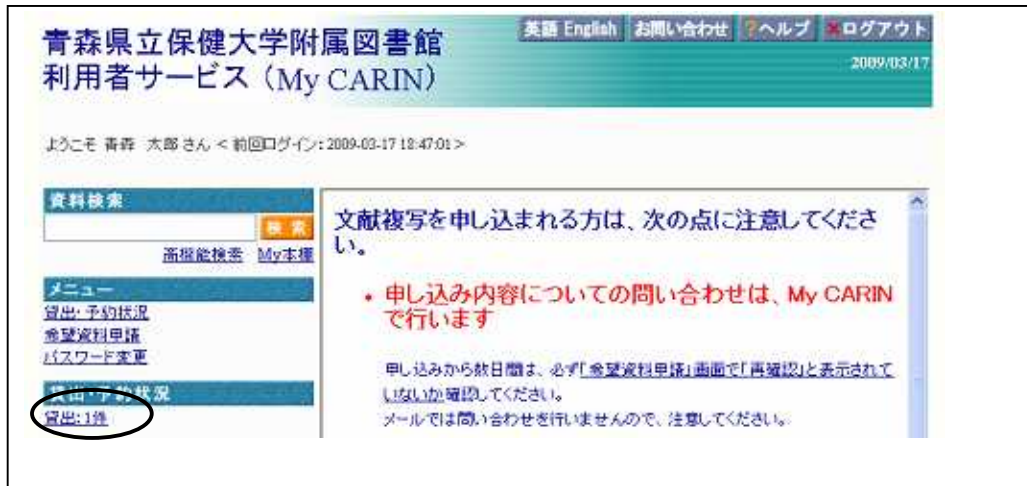 青森県立保健大学附属図書館
利用者サービス（My CARIN）
英語 English お問い合わせ ?ヘルプ ×ログアウト
2009/03/17
ようこそ 青森 太郎 さん < 前回ログイン: 2009-03-17 18:47:01 >
資料検索
検 索
高機能検索 My本棚
メニュー
貸出・予約状況
希望資料申請
パスワード変更
貸出・予約状況
貸出: 1件
文献複写を申し込まれる方は、次の点に注意してくださ
い。
• 申し込み内容についての問い合わせは、My CARIN
で行います
申し込みから数日間は、必ず「希望資料申請」画面で「再確認」と表示されて
いないか確認してください。
メールでは問い合わせを行いませんので、注意してください。